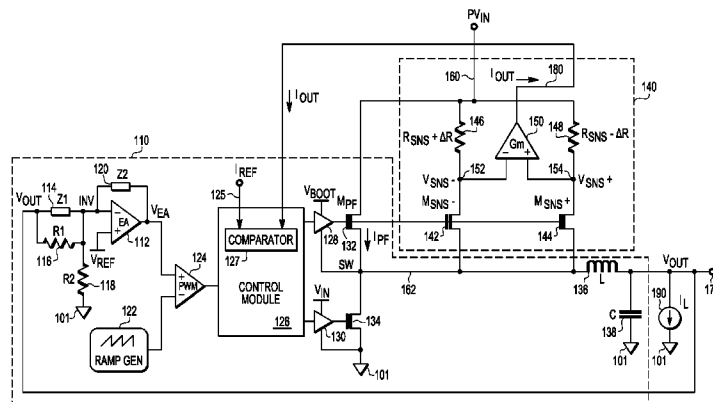 PVIN
160
IOUT
180
140
IOUT
RSNS + ΔR
146
150
Gm
- +
148
RSNS - ΔR
VSNS-
152
154
VSNS+
110
120
Z2
114
VOUT
Z1
INV
VEA
EA
-
+
112
R1
116
VREF
R2
118
101
IREF
125
COMPARATOR
127
CONTROL
MODULE
126
124
+
PWM
-
122
RAMP GEN
VBOOT
128
MPF
132
IPF
SW
VIN
130
134
101
MSNS-
142
MSNS+
144
162
136
L
VOUT
17
C
138
101
190
IL
101